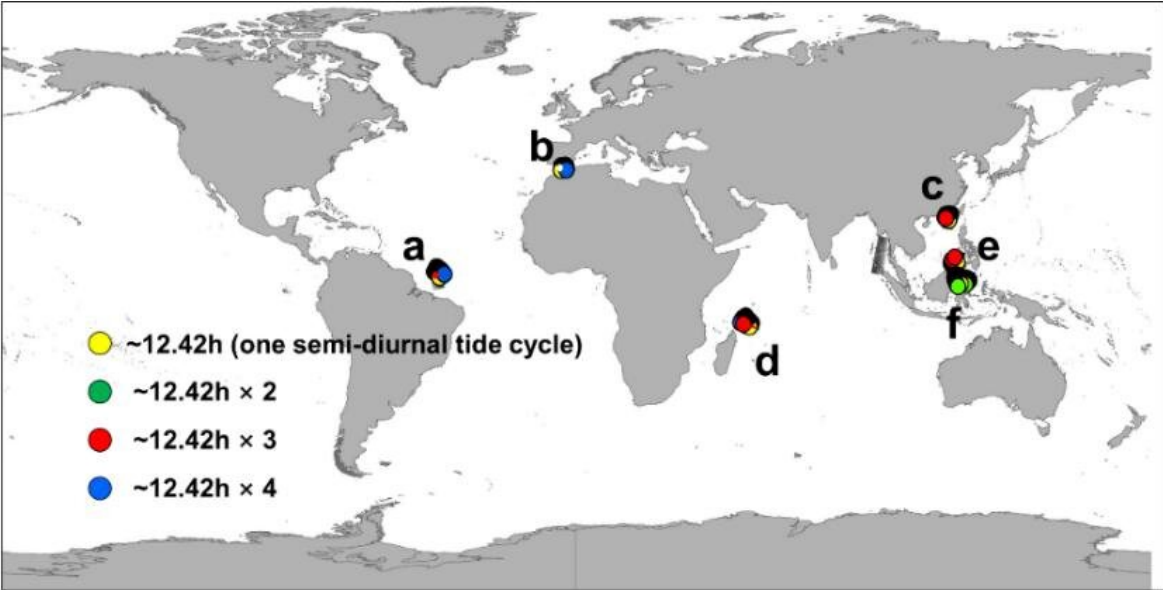 b
c
a
e
f
d
~12.42h (one semi-diurnal tide cycle)
~12.42h × 2
~12.42h × 3
~12.42h × 4